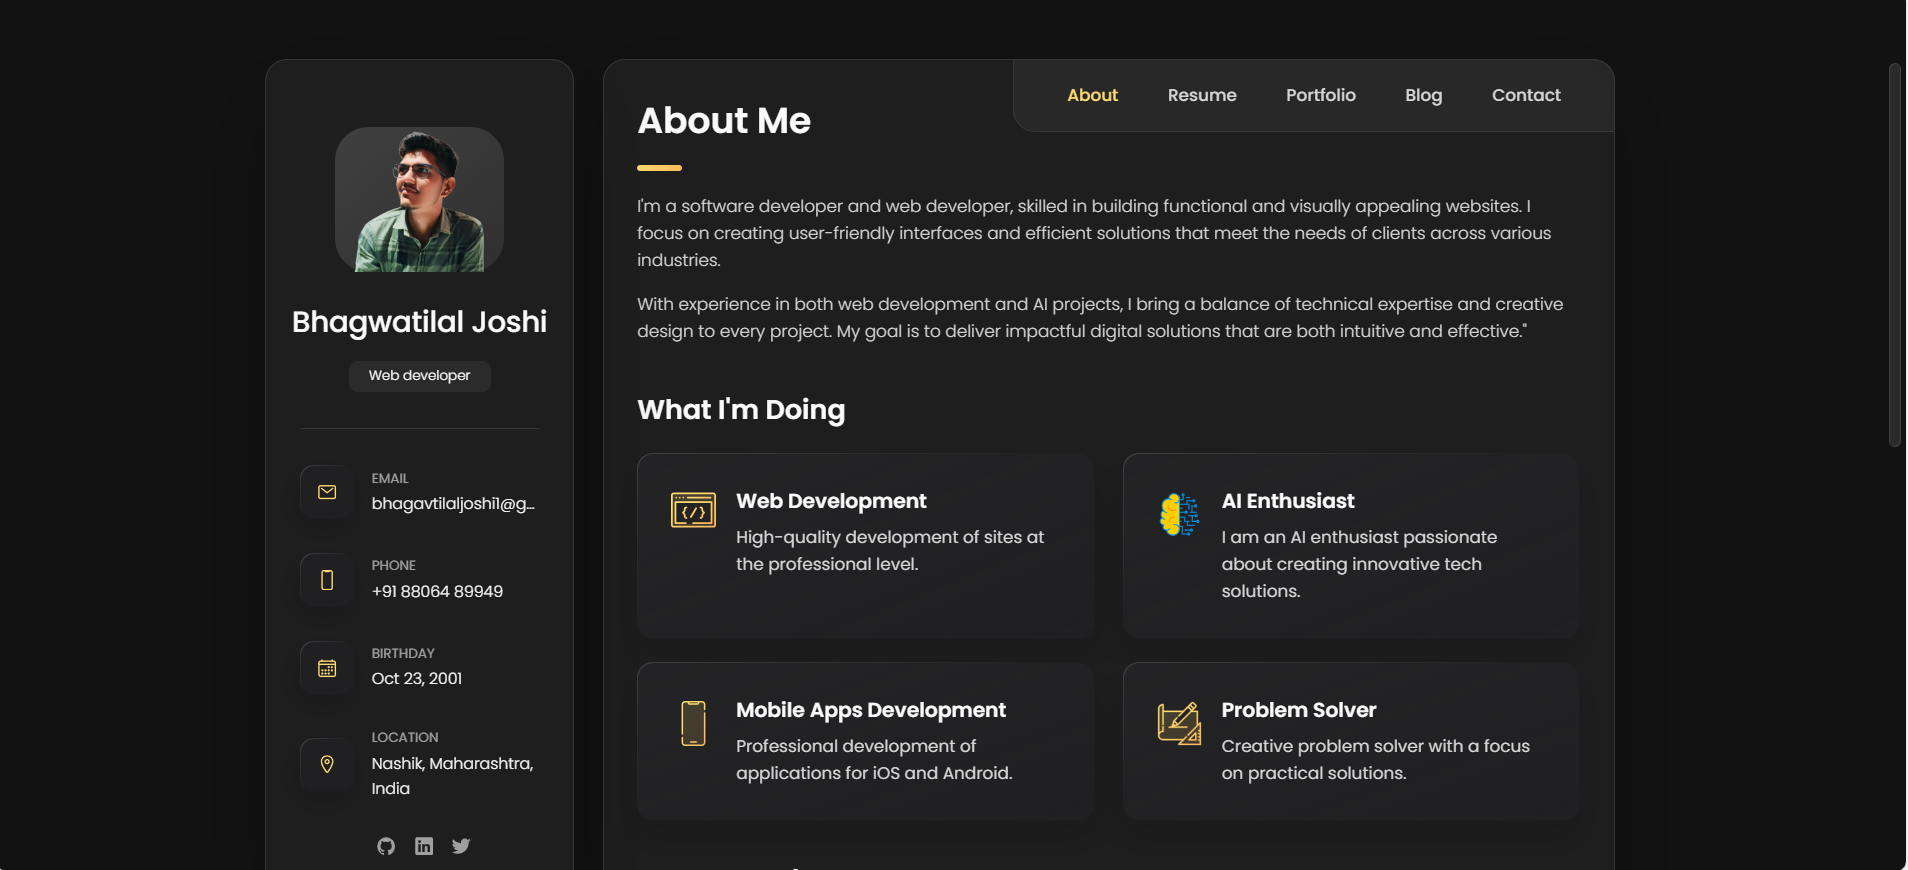 Bhagwatilal Joshi
Web developer
EMAIL
bhagavtilaljoshi1@g...
PHONE
+91 88064 89949
BIRTHDAY
Oct 23, 2001
LOCATION
Nashik, Maharashtra,
India
About
Resume
Portfolio
Blog
Contact
About Me
I'm a software developer and web developer, skilled in building functional and visually appealing websites. I
focus on creating user-friendly interfaces and efficient solutions that meet the needs of clients across various
industries.
With experience in both web development and AI projects, I bring a balance of technical expertise and creative
design to every project. My goal is to deliver impactful digital solutions that are both intuitive and effective."
What I'm Doing
Web Development
High-quality development of sites at
the professional level.
AI Enthusiast
I am an AI enthusiast passionate
about creating innovative tech
solutions.
Mobile Apps Development
Professional development of
applications for iOS and Android.
Problem Solver
Creative problem solver with a focus
on practical solutions.